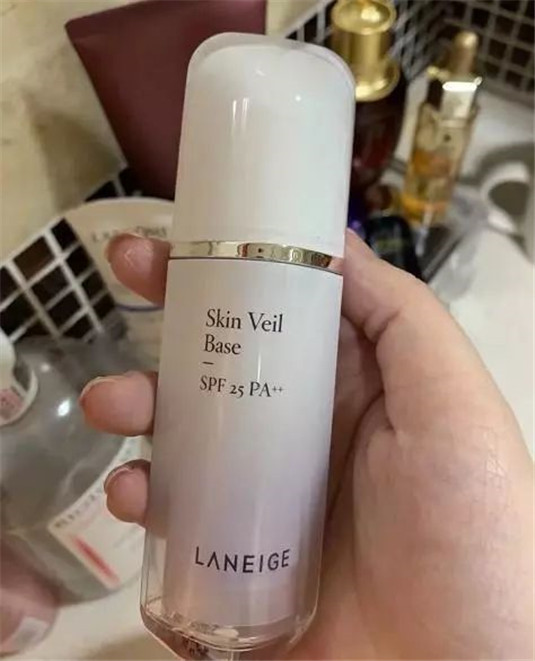 Skin Veil
Base
SPF 25 PA++
LANEIGE